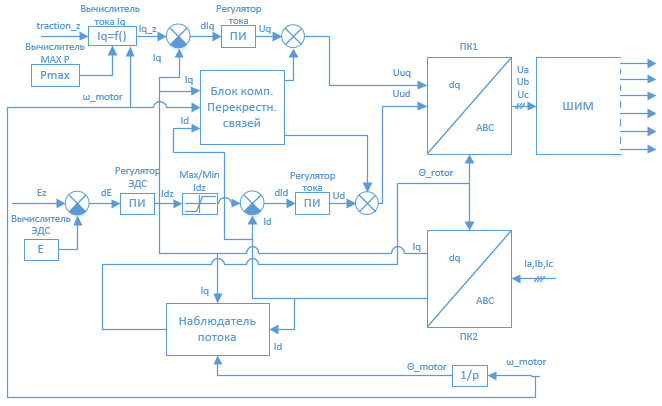 Вычислитель
тока Iq
traction_z
Iq=f()
Iq_z
dIq
Регулятор
тока
ПИ
Uq
Вычислитель
MAX P
Pmax
Iq
ω_motor
Iq
Id
Блок комп.
Перекрестн.
связей
Uuq
Uud
ПК1
dq
ABC
Ua
Ub
Uc
ШИМ
Θ_rotor
Ez
dE
Регулятор
ЭДС
ПИ
Idz
Max/Min
Idz
dId
Регулятор
тока
ПИ
Ud
Id
Вычислитель
ЭДС
E
Iq
dq
ABC
ПК2
Ia,Ib,Ic
Iq
Наблюдатель
потока
Id
Θ_motor
1/p
ω_motor